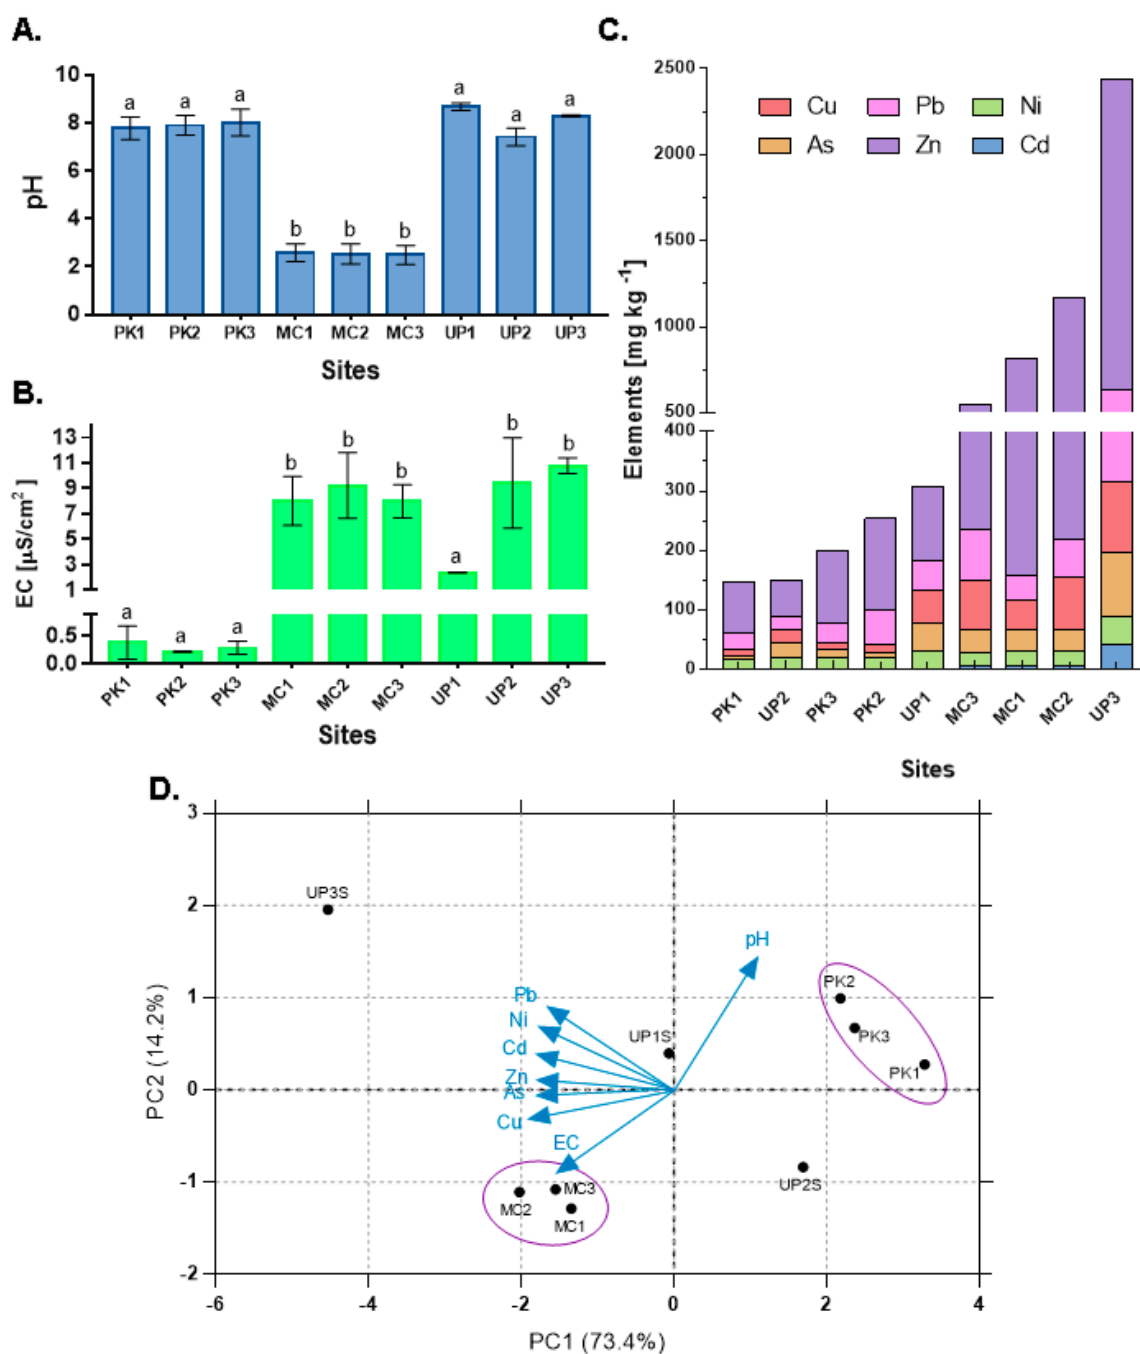 A.
10
8
6
4
2
0
pH
a a a b b b a a a
PK1 PK2 PK3 MC1 MC2 MC3 UP1 UP2 UP3
Sites
B.
13
11
9
7
5
3
1
0.5
0.0
EC [µS/cm²]
a a a b b b a b b
PK1 PK2 PK3 MC1 MC2 MC3 UP1 UP2 UP3
Sites
C.
2500
2000
2500
1000
500
400
300
200
100
0
Elements [mg kg ⁻¹]
Cu Pb Ni
As Zn Cd
PK1 UP2 PK3 PK2 UP1 MC3 MC1 MC2 UP3
Sites
D.
3
2
1
0
-1
-2
PC2 (14.2%)
UP3S
pH
PK2
Pb
Ni
UP1S
PK3
Cd
PK1
Zn
As
Cu
EC
UP2S
MC3
MC2
MC1
-6 -4 -2 0 2 4
PC1 (73.4%)